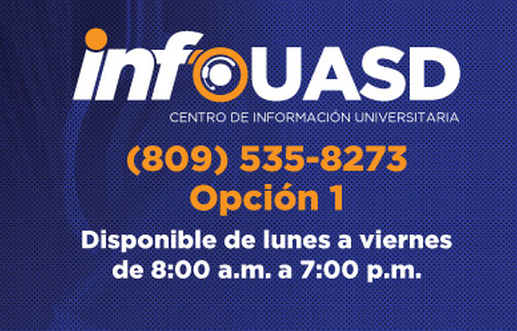 infoUASD
CENTRO DE INFORMACIÓN UNIVERSITARIA
(809) 535-8273
Opción 1
Disponible de lunes a viernes
de 8:00 a.m. a 7:00 p.m.